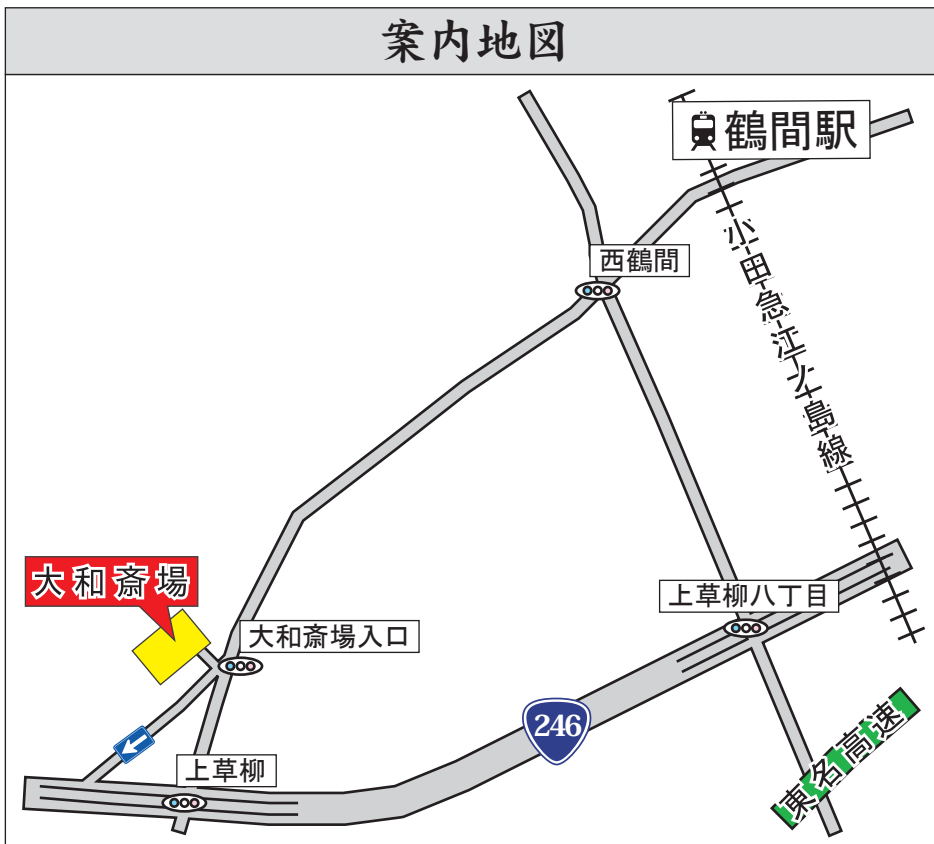 案内地図
鶴間駅
小田急江ノ島線
西鶴間
大和斎場
上草柳八丁目
大和斎場入口
246
東名高速
上草柳